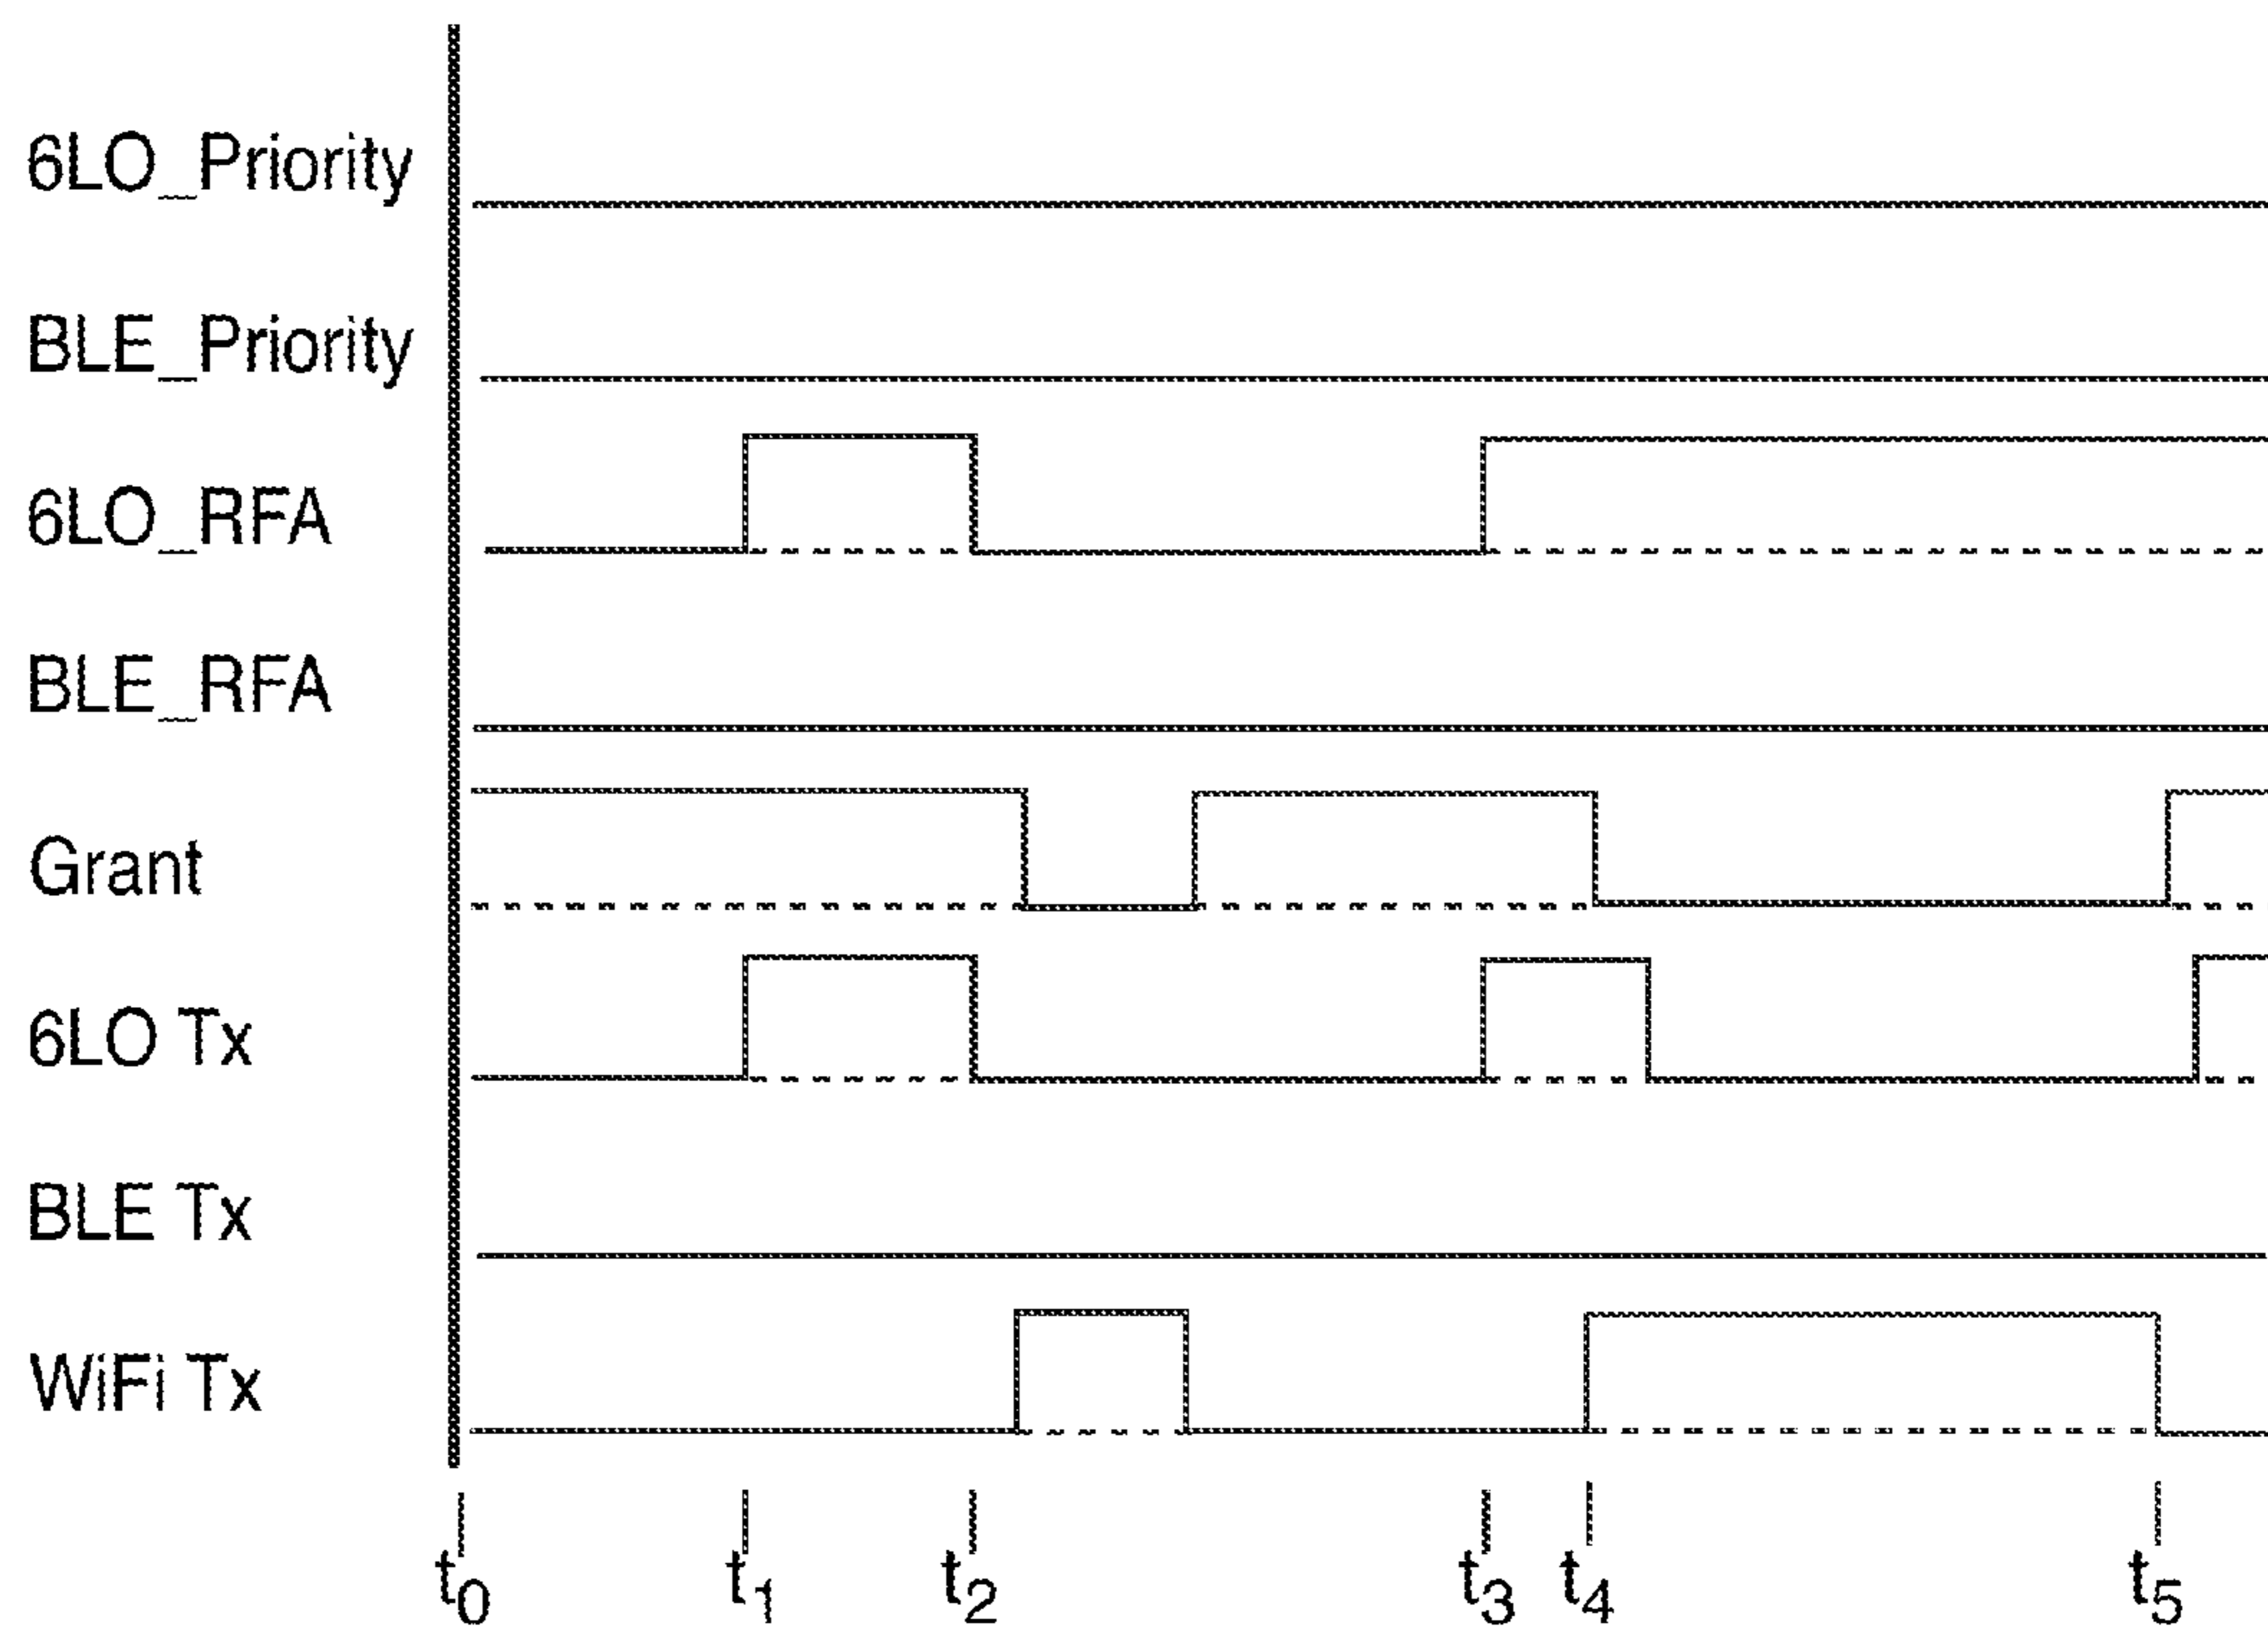 6LO_Priority
BLE_Priority
6LO_RFA
BLE_RFA
Grant
6LO Tx
BLE Tx
WiFi Tx
t0 t1 t2 t3 t4 t5